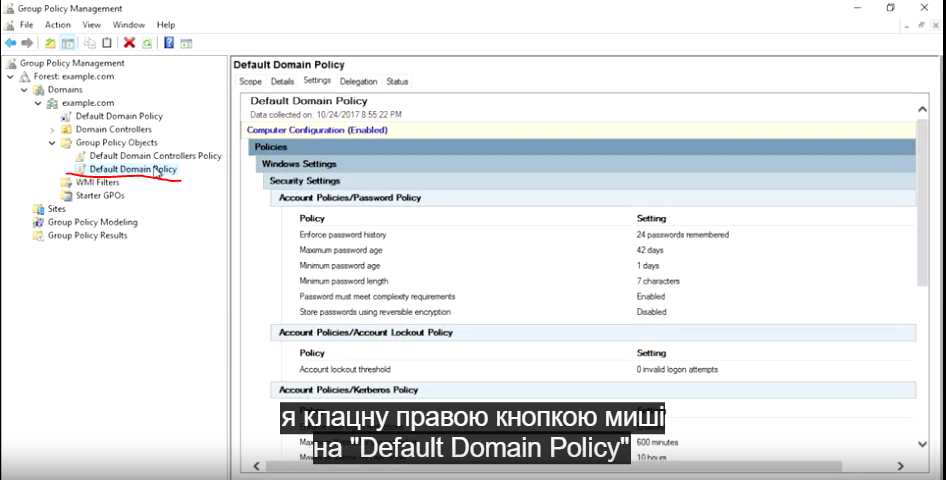 Group Policy Management
File Action View Window Help
Group Policy Management
Forest: example.com
Domains
example.com
Default Domain Policy
Domain Controllers
Group Policy Objects
Default Domain Controllers Policy
Default Domain Policy
WMI Filters
Starter GPOs
Sites
Group Policy Modeling
Group Policy Results
Default Domain Policy
Scope Details Settings Delegation Status
Default Domain Policy
Data collected on: 10/24/2017 8:55:22 PM
Computer Configuration (Enabled)
Policies
Windows Settings
Security Settings
Account Policies/Password Policy
Policy Setting
Enforce password history 24 passwords remembered
Maximum password age 42 days
Minimum password age 1 days
Minimum password length 7 characters
Password must meet complexity requirements Enabled
Store passwords using reversible encryption Disabled
Account Policies/Account Lockout Policy
Policy Setting
Account lockout threshold 0 invalid logon attempts
Account Policies/Kerberos Policy
я клацну правою кнопкою миші
на "Default Domain Policy"
600 minutes
10 hours